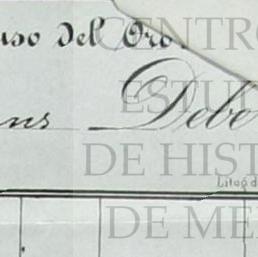 uso del Oro.
CENTRO
ESTU
ns Debe
DE HIST
Litog. d
DE ME